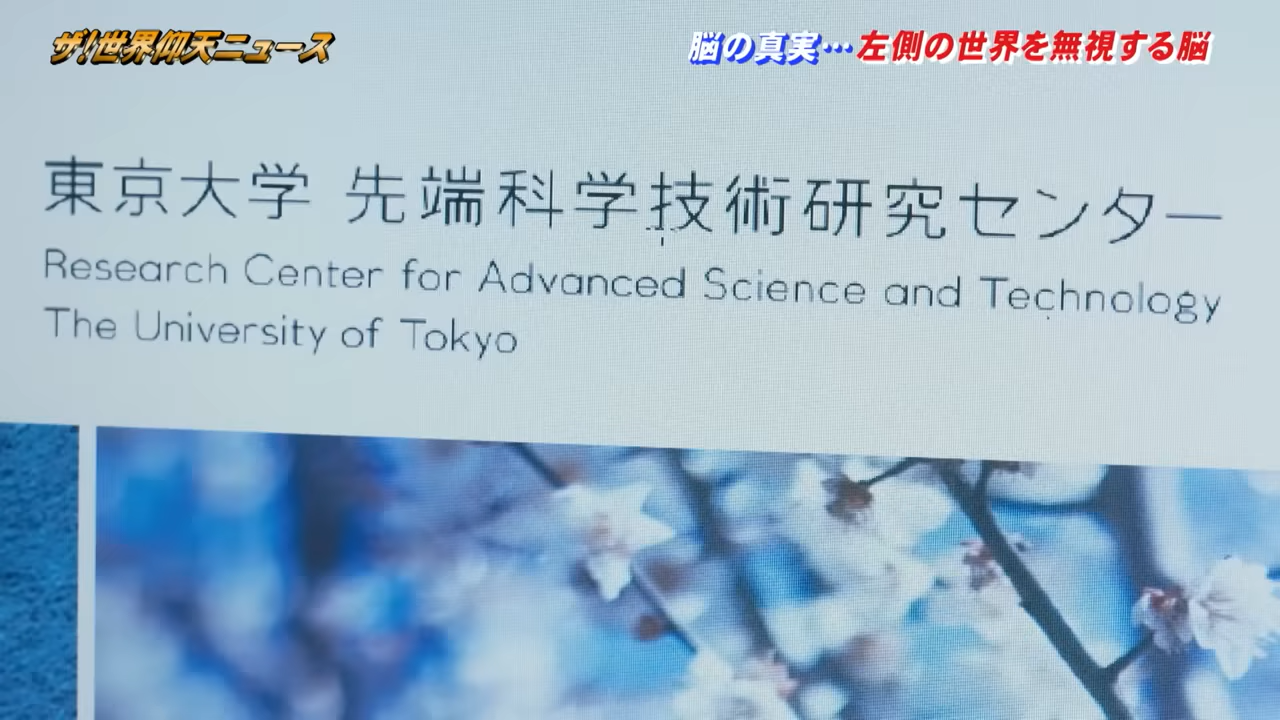 ザ!世界仰天ニュース
脳の真実…左側の世界を無視する脳
東京大学 先端科学技術研究センター
Research Center for Advanced Science and Technology
The University of Tokyo